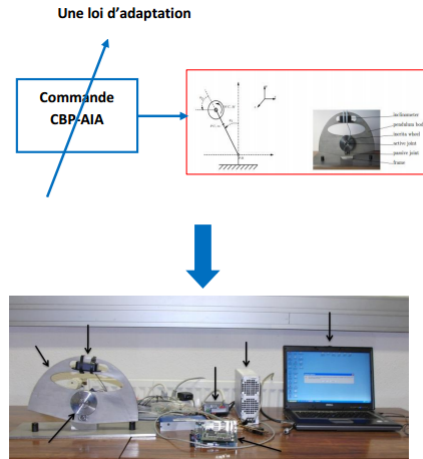 Une loi d'adaptation
Commande
CBP-AIA
inclinometer
pendulum body
inertia wheel
active joint
passive joint
frame